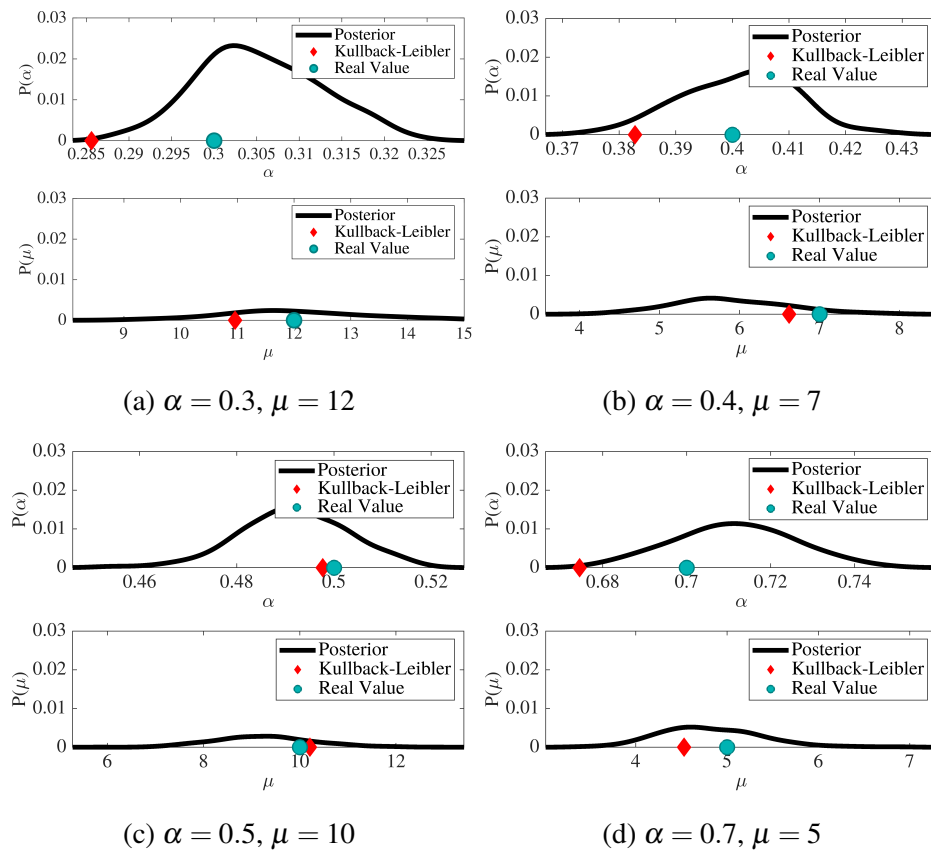 0.03
0.02
0.01
0
P(α)
Posterior
Kullback-Leibler
Real Value
0.285 0.29 0.295 0.3 0.305 0.31 0.315 0.32 0.325
α
0.03
0.02
0.01
0
P(α)
Posterior
Kullback-Leibler
Real Value
0.37 0.38 0.39 0.4 0.41 0.42 0.43
α
0.03
0.02
0.01
0
P(μ)
Posterior
Kullback-Leibler
Real Value
9 10 11 12 13 14 15
μ
0.03
0.02
0.01
0
P(μ)
Posterior
Kullback-Leibler
Real Value
4 5 6 7 8
μ
(a) α = 0.3, μ = 12
(b) α = 0.4, μ = 7
0.03
0.02
0.01
0
P(α)
Posterior
Kullback-Leibler
Real Value
0.46 0.48 0.5 0.52
α
0.03
0.02
0.01
0
P(α)
Posterior
Kullback-Leibler
Real Value
0.68 0.7 0.72 0.74
α
0.03
0.02
0.01
0
P(μ)
Posterior
Kullback-Leibler
Real Value
6 8 10 12
μ
0.03
0.02
0.01
0
P(μ)
Posterior
Kullback-Leibler
Real Value
4 5 6 7
μ
(c) α = 0.5, μ = 10
(d) α = 0.7, μ = 5